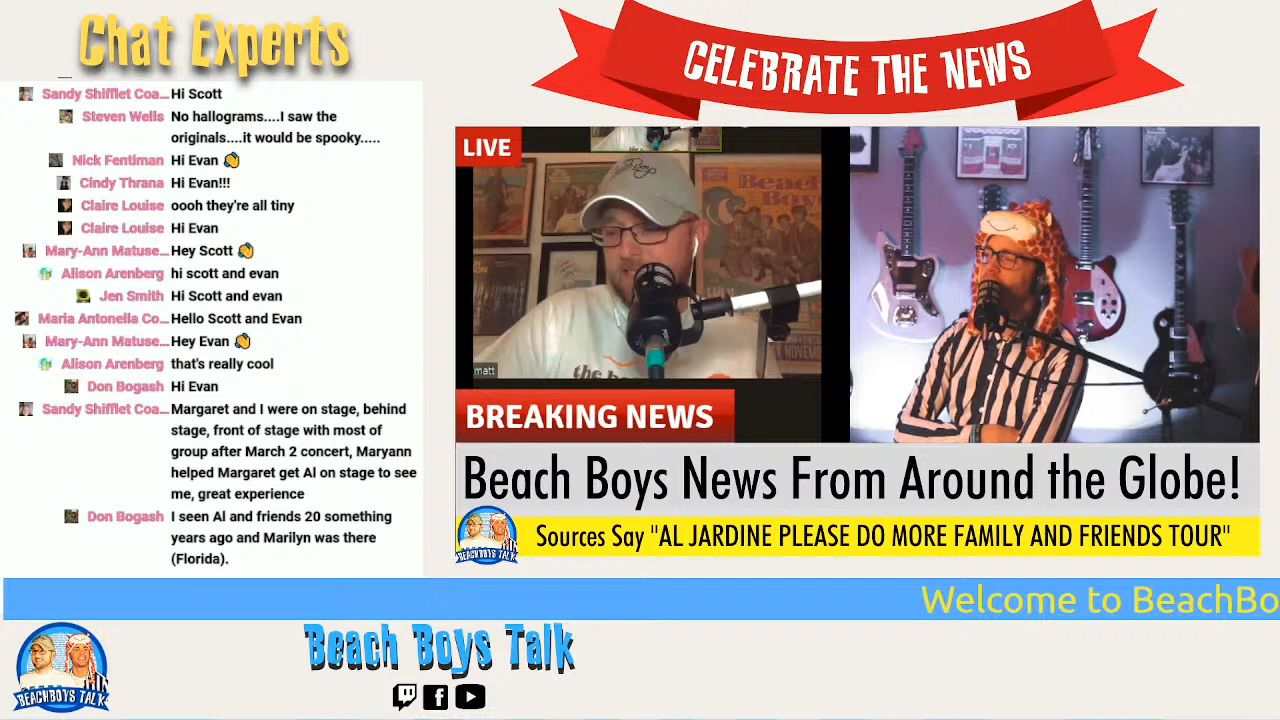 Chat Experts
Sandy Shifflet Coa... Hi Scott
Steven Wells No hallograms....I saw the
originals....it would be spooky.....
Nick Fentiman Hi Evan
Cindy Thrana Hi Evan!!!
Claire Louise oooh they're all tiny
Claire Louise Hi Evan
Mary-Ann Matuse... Hey Scott
Alison Arenberg hi scott and evan
Jen Smith Hi Scott and evan
Maria Antonella Co... Hello Scott and Evan
Mary-Ann Matuse... Hey Evan
Alison Arenberg that's really cool
Don Bogash Hi Evan
Sandy Shifflet Coa... Margaret and I were on stage, behind
stage, front of stage with most of
group after March 2 concert, Maryann
helped Margaret get Al on stage to see
me, great experience
Don Bogash I seen Al and friends 20 something
years ago and Marilyn was there
(Florida).
CELEBRATE THE NEWS
LIVE
Beach
Boys
matt
the
BREAKING NEWS
Beach Boys News From Around the Globe!
BEACHBOYS TALK
Sources Say "AL JARDINE PLEASE DO MORE FAMILY AND FRIENDS TOUR"
Welcome to BeachBo
BEACHBOYS TALK
Beach Boys Talk